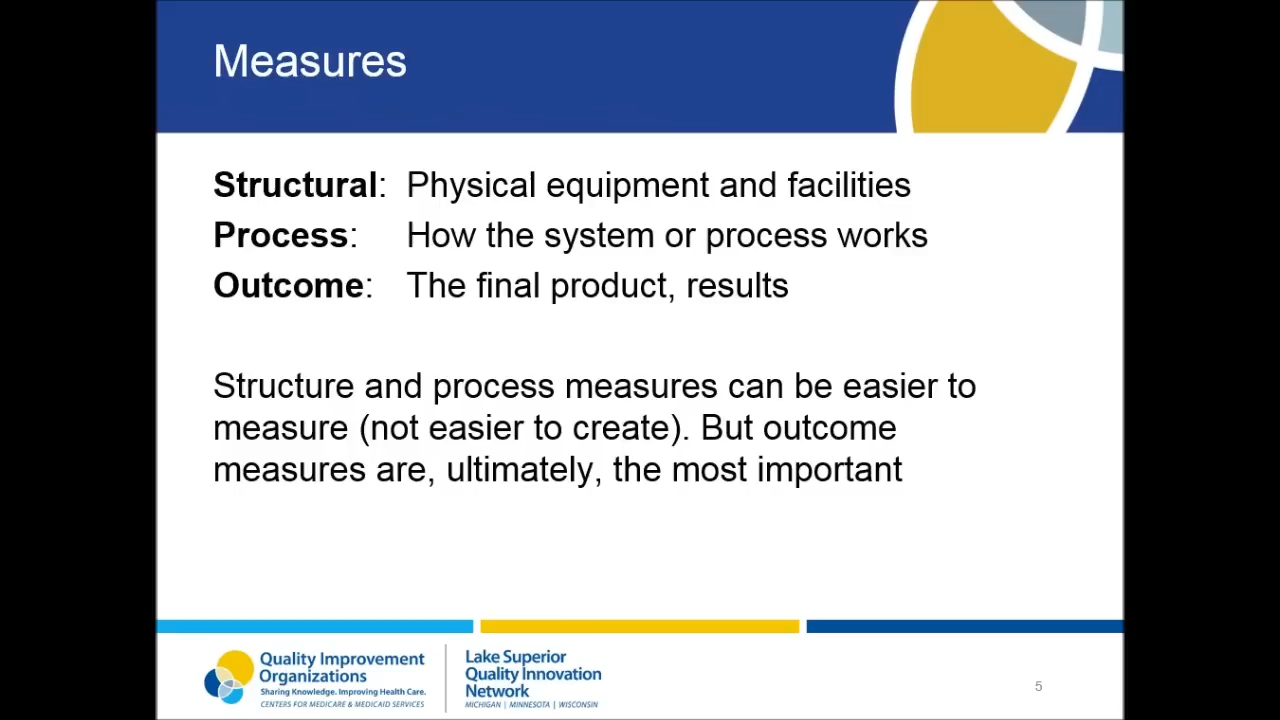 Measures
Structural: Physical equipment and facilities
Process: How the system or process works
Outcome: The final product, results
Structure and process measures can be easier to
measure (not easier to create). But outcome
measures are, ultimately, the most important
Quality Improvement
Organizations
Sharing Knowledge. Improving Health Care.
CENTERS FOR MEDICARE & MEDICAID SERVICES
Lake Superior
Quality Innovation
Network
MICHIGAN | MINNESOTA | WISCONSIN
5